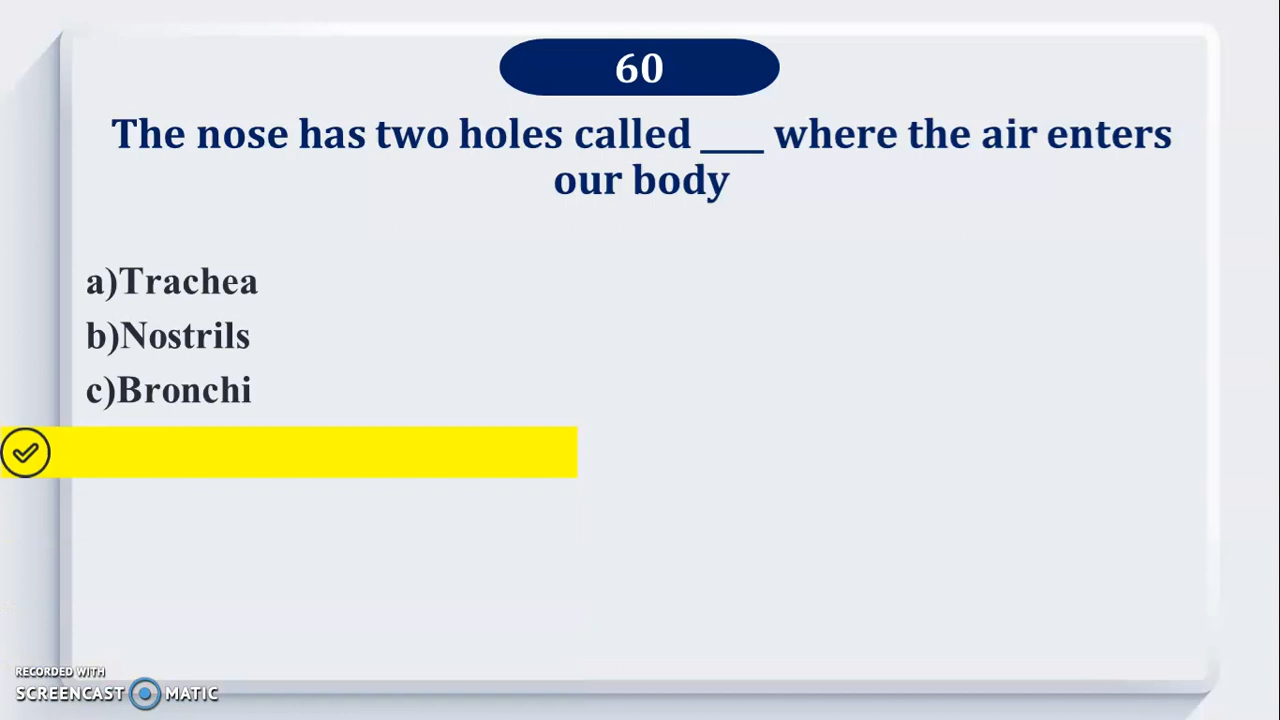 60
The nose has two holes called ____ where the air enters
our body
a)Trachea
b)Nostrils
c)Bronchi
RECORDED WITH
SCREENCAST MATIC